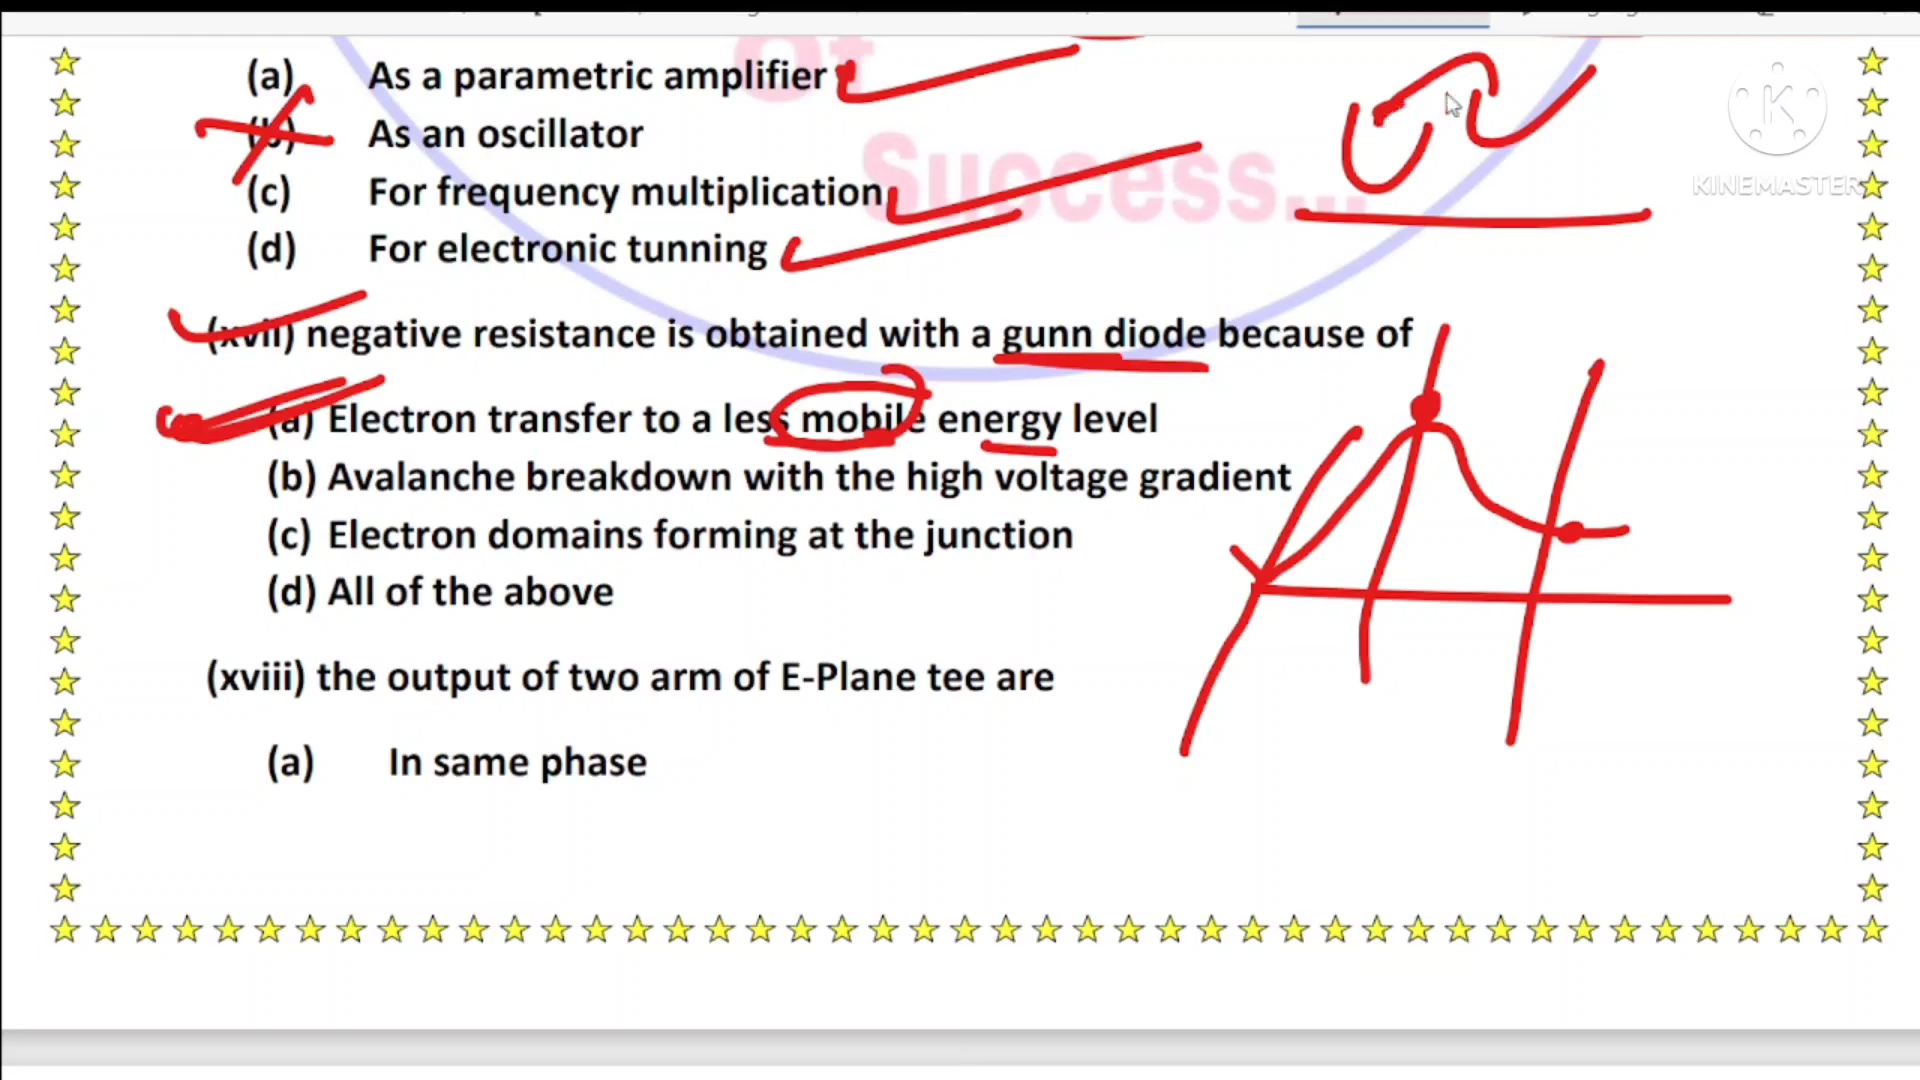 Of
(a) As a parametric amplifier
(b) As an oscillator
Success...
(c) For frequency multiplication
(d) For electronic tunning
KINEMASTER
(xvii) negative resistance is obtained with a gunn diode because of
(a) Electron transfer to a less mobile energy level
(b) Avalanche breakdown with the high voltage gradient
(c) Electron domains forming at the junction
(d) All of the above
(xviii) the output of two arm of E-Plane tee are
(a) In same phase